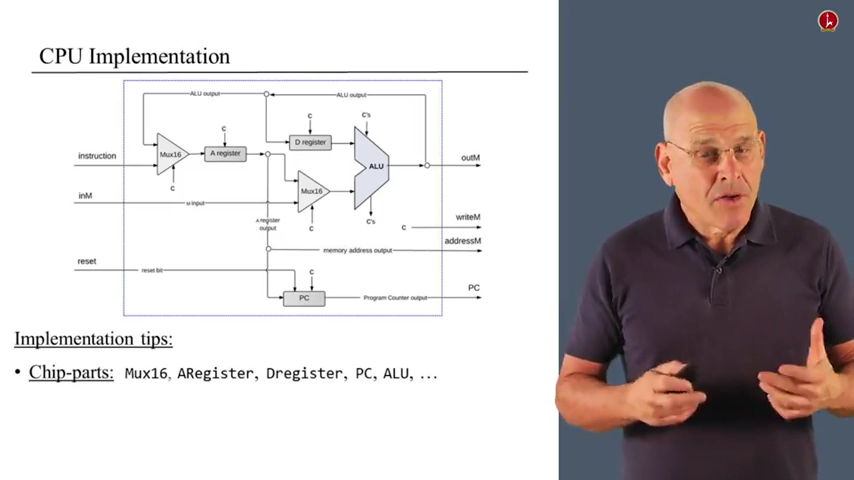 CPU Implementation
ALU output
ALU output
C
C
C's
D register
instruction
Mux16
A register
ALU
outM
C
Mux16
inM
M input
A register
output
C
C's
C
writeM
addressM
memory address output
reset
reset bit
C
PC
PC
Program Counter output
Implementation tips:
• Chip-parts: Mux16, ARegister, Dregister, PC, ALU, ...